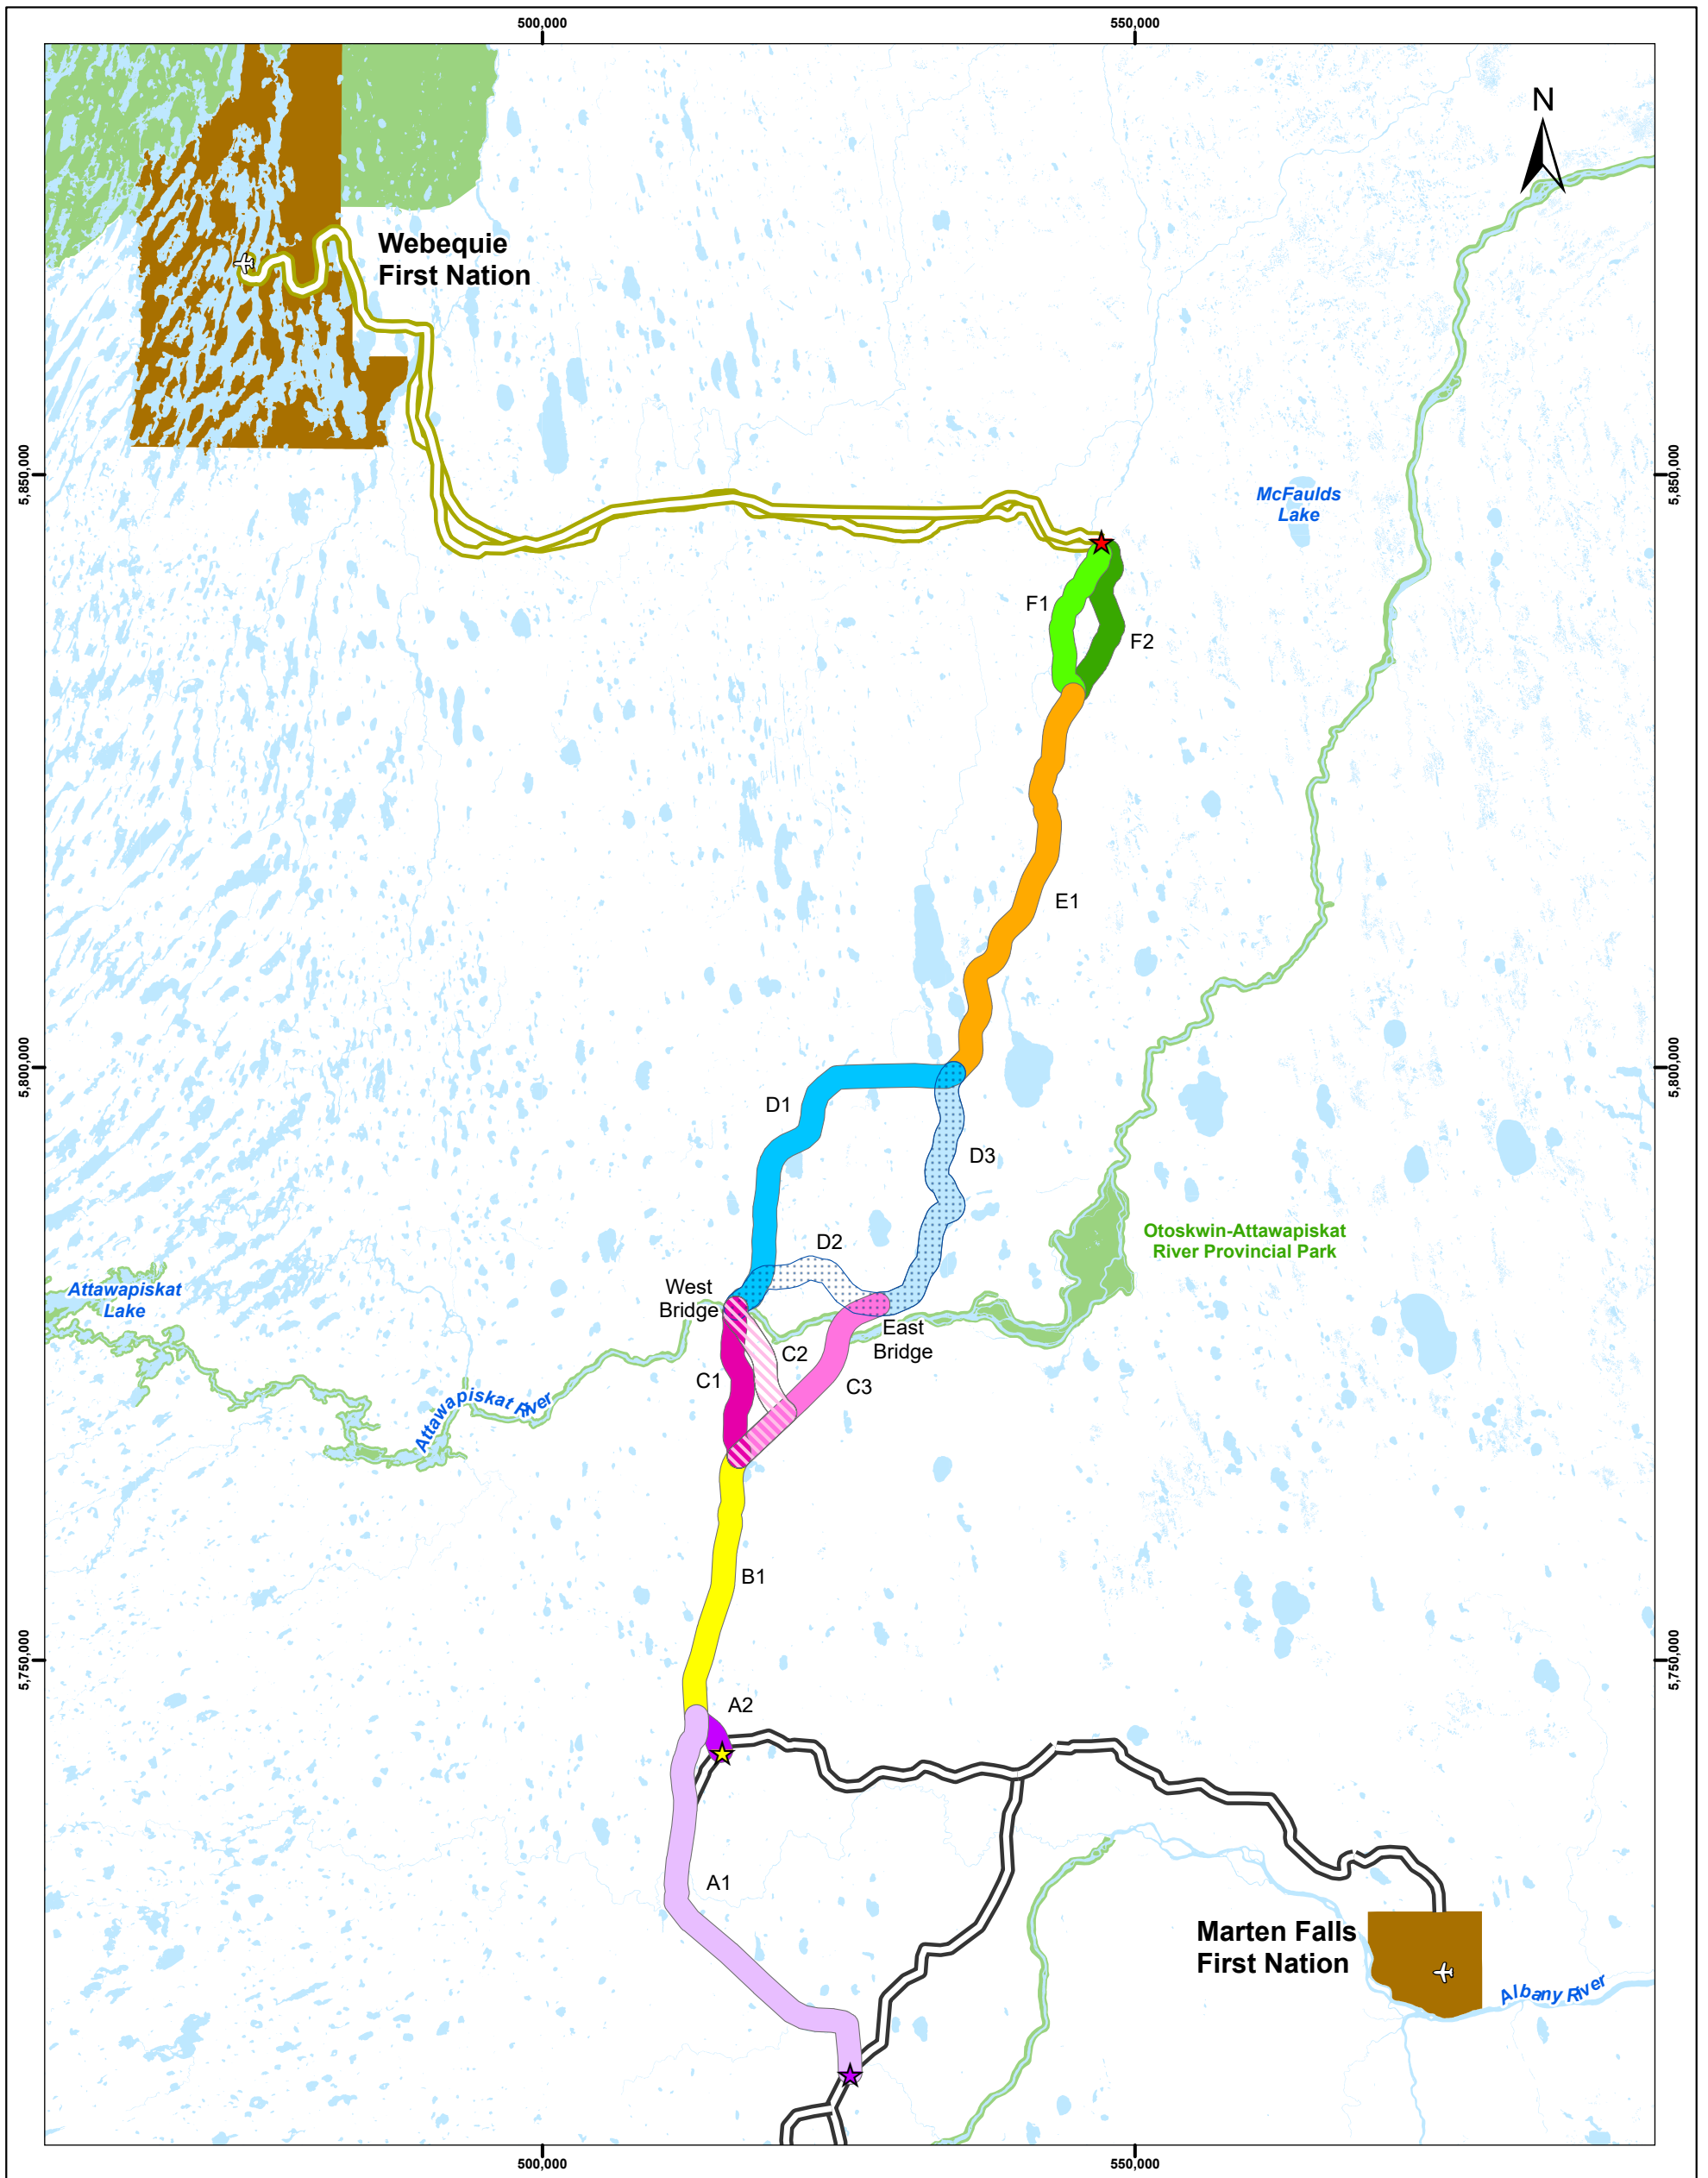 500,000
550,000
N
Webequie
First Nation
5,850,000
5,850,000
McFaulds
Lake
F1
F2
E1
5,800,000
5,800,000
D1
D3
Otoskwin-Attawapiskat
River Provincial Park
D2
Attawapiskat
Lake
West
Bridge
East
Bridge
C2
C1
C3
Attawapiskat River
B1
5,750,000
5,750,000
A2
A1
Marten Falls
First Nation
Albany River
500,000
550,000